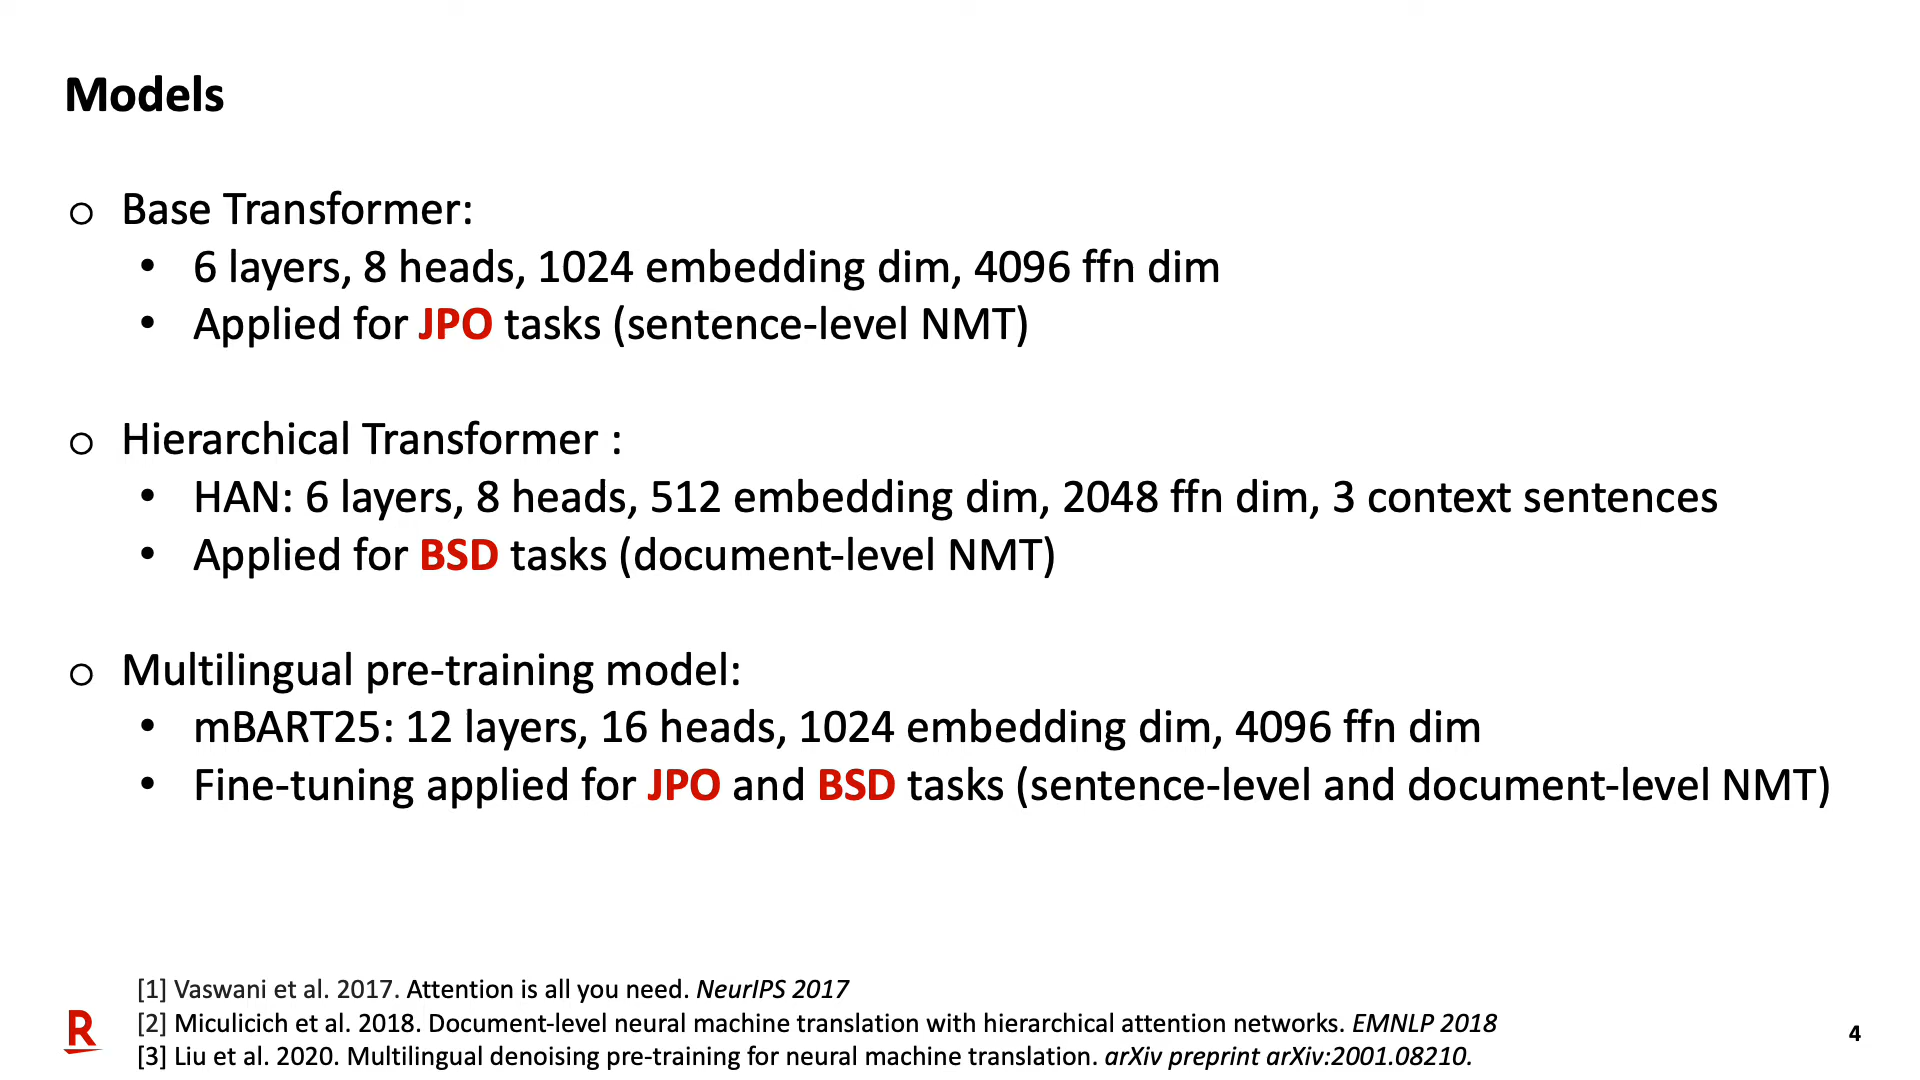 Models
o Base Transformer:
• 6 layers, 8 heads, 1024 embedding dim, 4096 ffn dim
• Applied for JPO tasks (sentence-level NMT)
o Hierarchical Transformer :
• HAN: 6 layers, 8 heads, 512 embedding dim, 2048 ffn dim, 3 context sentences
• Applied for BSD tasks (document-level NMT)
o Multilingual pre-training model:
• mBART25: 12 layers, 16 heads, 1024 embedding dim, 4096 ffn dim
• Fine-tuning applied for JPO and BSD tasks (sentence-level and document-level NMT)
[1] Vaswani et al. 2017. Attention is all you need. NeurIPS 2017
[2] Miculicich et al. 2018. Document-level neural machine translation with hierarchical attention networks. EMNLP 2018
[3] Liu et al. 2020. Multilingual denoising pre-training for neural machine translation. arXiv preprint arXiv:2001.08210.
R
4